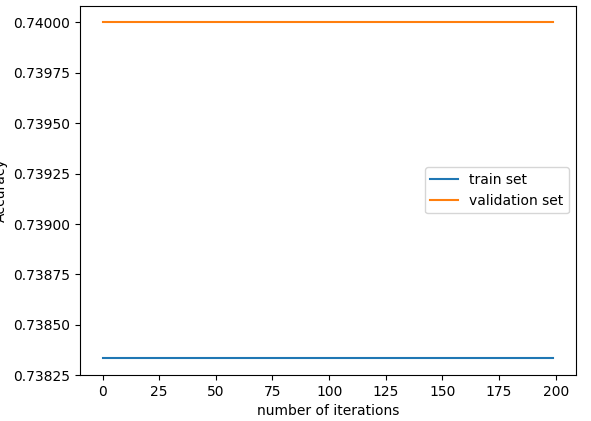 0.74000
0.73975
0.73950
0.73925
0.73900
0.73875
0.73850
0.73825
Accuracy
train set
validation set
0 25 50 75 100 125 150 175 200
number of iterations